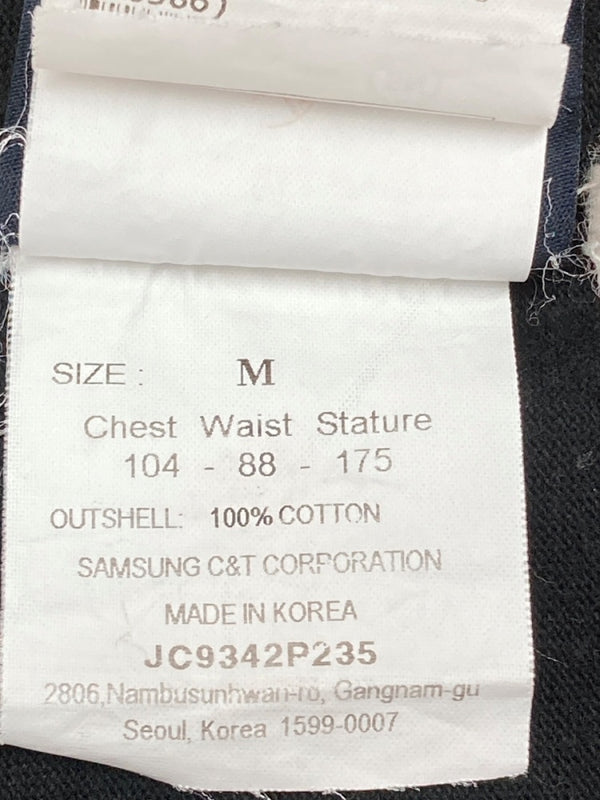 SIZE : M
Chest Waist Stature
104 - 88 - 175
OUTSHELL: 100% COTTON
SAMSUNG C&T CORPORATION
MADE IN KOREA
JC9342P235
2806,Nambusunhwan-ro, Gangnam-gu
Seoul, Korea 1599-0007